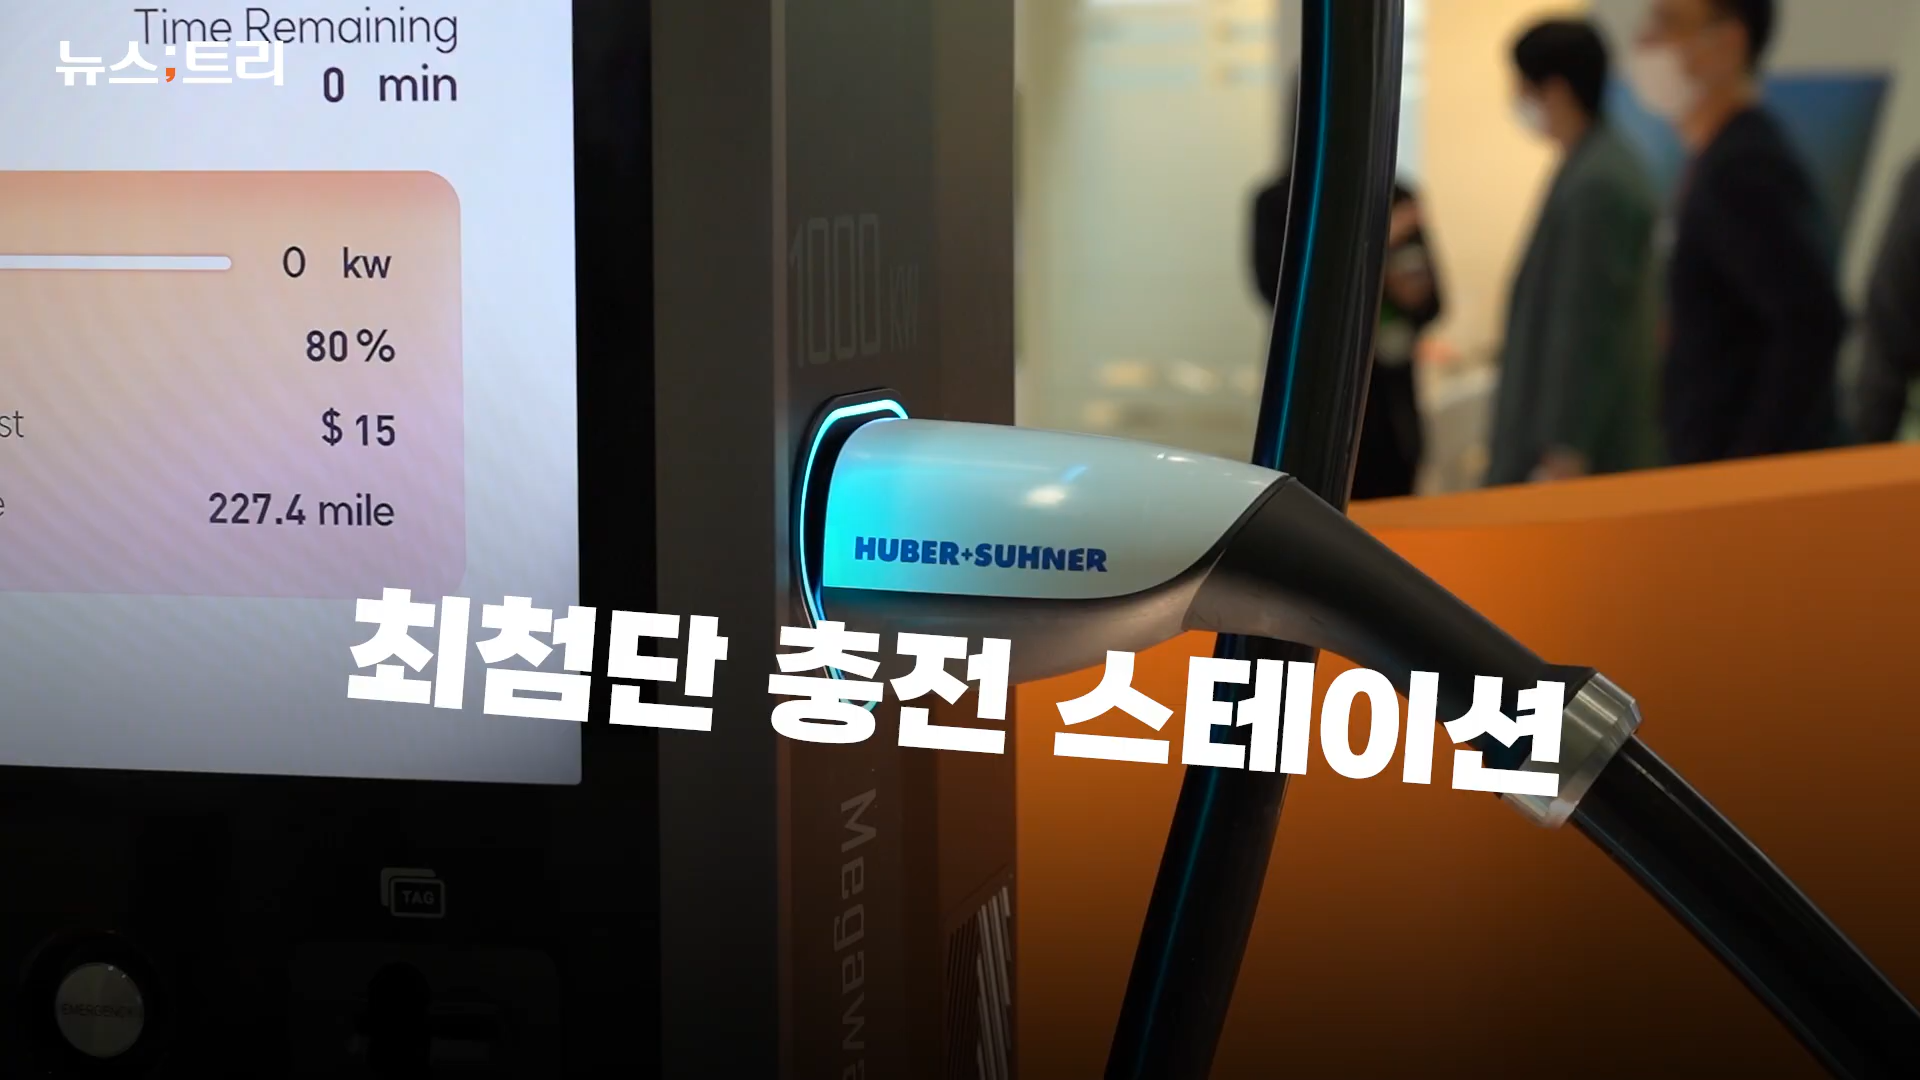 Time Remaining
뉴스;트리
0 min
0 kw
80 %
st
$ 15
e
227.4 mile
1000 KW
HUBER+SUHNER
최첨단 충전 스테이션
Megawa
TAG
EMERGENCY